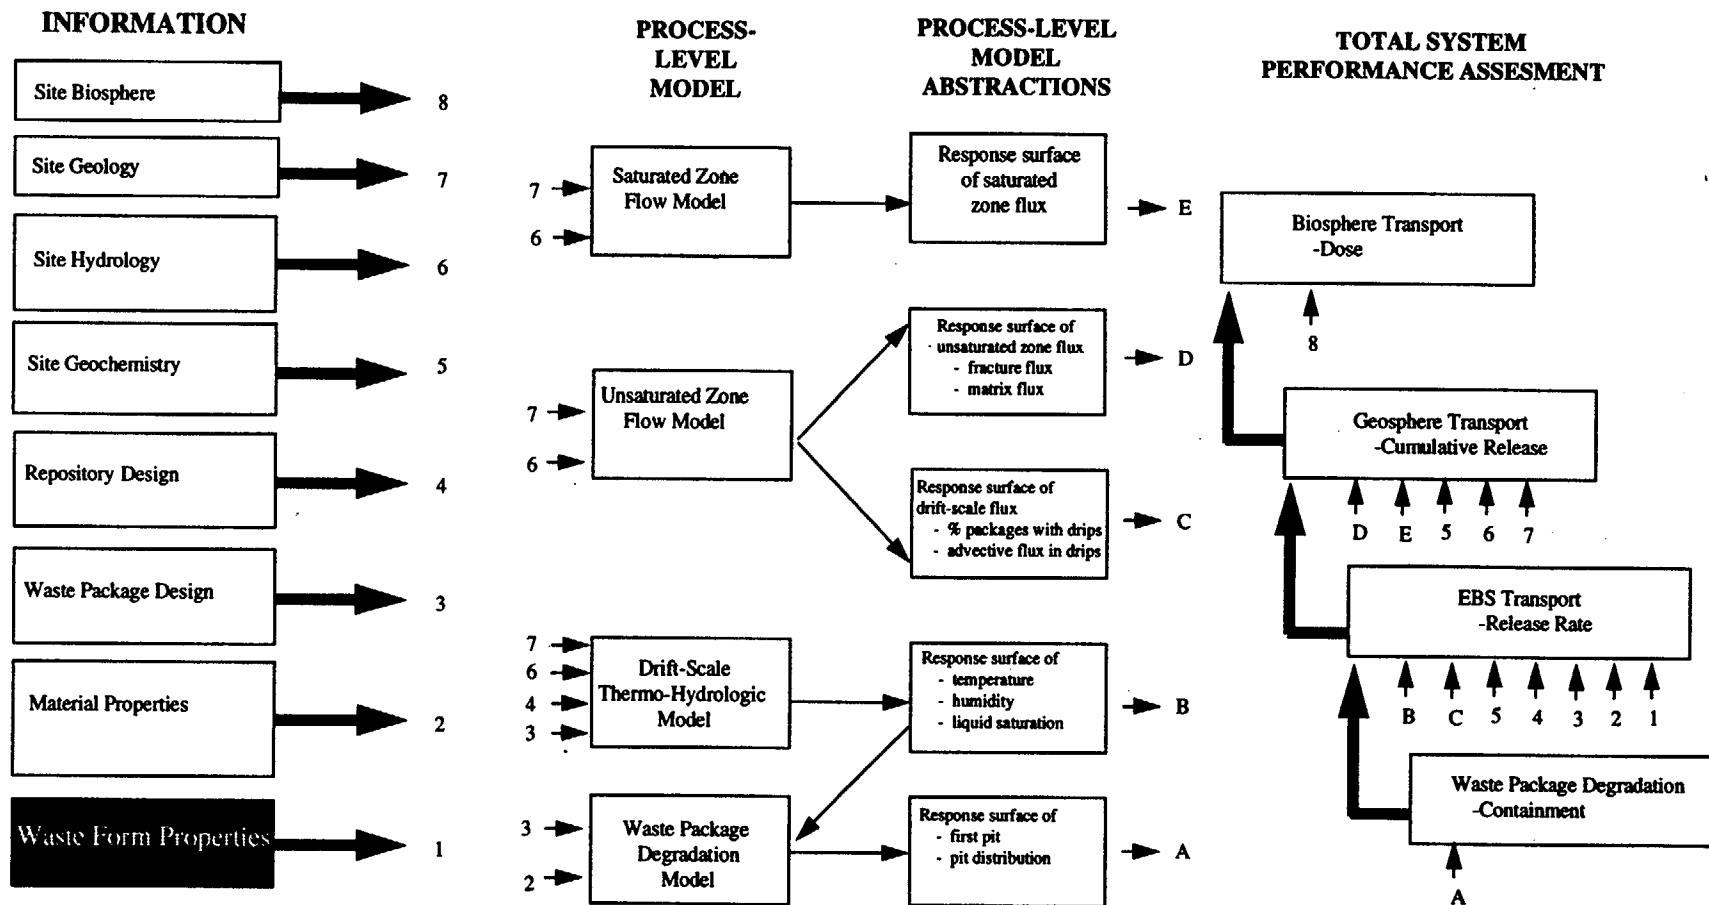 INFORMATION
Site Biosphere
8
Site Geology
7
Site Hydrology
6
Site Geochemistry
5
Repository Design
4
Waste Package Design
3
Material Properties
2
Waste Form Properties
1
PROCESS-
LEVEL
MODEL
7
6
Saturated Zone
Flow Model
7
6
Unsaturated Zone
Flow Model
7
6
4
3
Drift-Scale
Thermo-Hydrologic
Model
3
2
Waste Package
Degradation
Model
PROCESS-LEVEL
MODEL
ABSTRACTIONS
Response surface
of saturated
zone flux
E
Response surface of
unsaturated zone flux
- fracture flux
- matrix flux
D
Response surface of
drift-scale flux
- % packages with drips
- advective flux in drips
C
Response surface of
- temperature
- humidity
- liquid saturation
B
Response surface of
- first pit
- pit distribution
A
TOTAL SYSTEM
PERFORMANCE ASSESMENT
Biosphere Transport
-Dose
8
Geosphere Transport
-Cumulative Release
D E 5 6 7
EBS Transport
-Release Rate
B C 5 4 3 2 1
Waste Package Degradation
-Containment
A